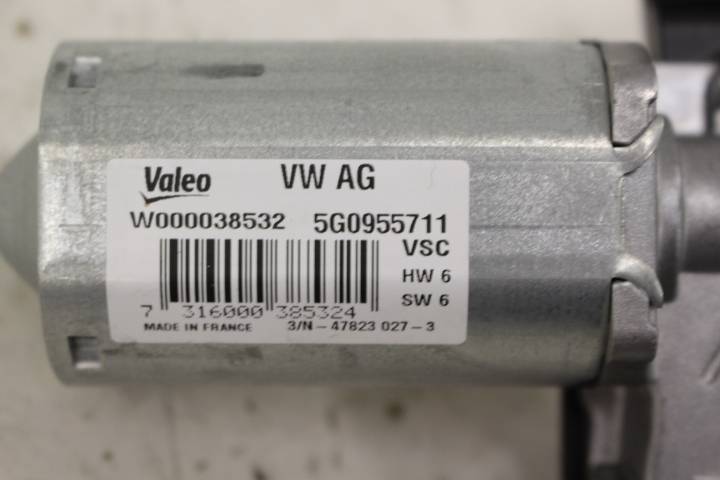 Valeo VW AG
W000038532 5G0955711
VSC
HW 6
SW 6
7 316000 385324
MADE IN FRANCE 3/N - 47823 027 - 3